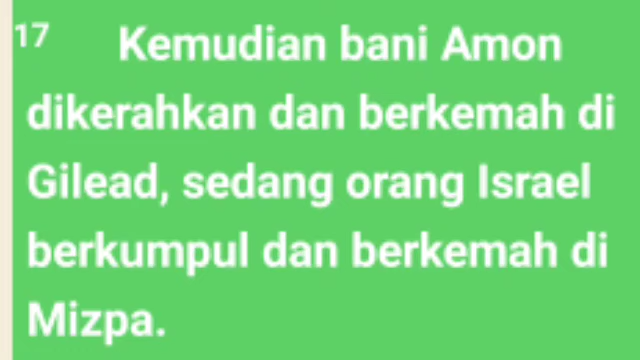 17 Kemudian bani Amon
dikerahkan dan berkemah di
Gilead, sedang orang Israel
berkumpul dan berkemah di
Mizpa.